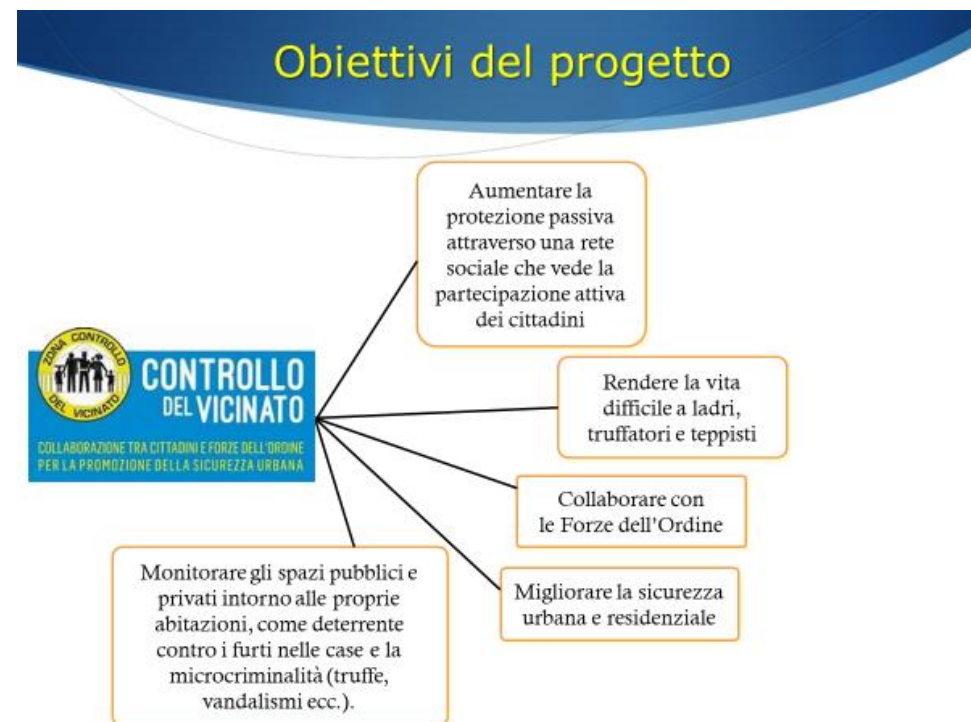 Obiettivi del progetto
Aumentare la
protezione passiva
attraverso una rete
sociale che vede la
partecipazione attiva
dei cittadini
ZONA CONTROLLO
DEL VICINATO
CONTROLLO
DEL VICINATO
COLLABORAZIONE TRA CITTADINI E FORZE DELL'ORDINE
PER LA PROMOZIONE DELLA SICUREZZA URBANA
Rendere la vita
difficile a ladri,
truffatori e teppisti
Collaborare con
le Forze dell'Ordine
Migliorare la sicurezza
urbana e residenziale
Monitorare gli spazi pubblici e
privati intorno alle proprie
abitazioni, come deterrente
contro i furti nelle case e la
microcriminalità (truffe,
vandalismi ecc.).